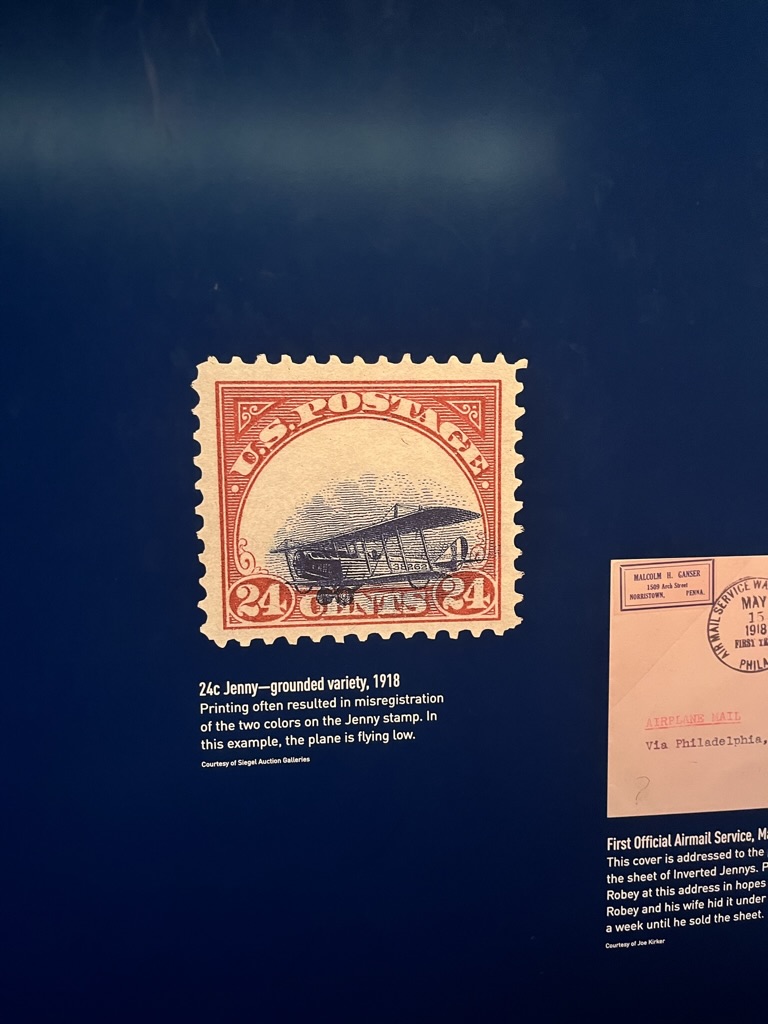 U.S. POSTAGE
38262
24 CENTS 24
24c Jenny—grounded variety, 1918
Printing often resulted in misregistration
of the two colors on the Jenny stamp. In
this example, the plane is flying low.
Courtesy of Siegel Auction Galleries
MALCOLM H. GANSER
1509 Arch Street
NORRISTOWN, PENNA.
AIR MAIL SERVICE
MAY
15
1918
FIRST
PHILA
AIRPLANE MAIL
Via Philadelphia,
First Official Airmail Service,
This cover is addressed to the
the sheet of Inverted Jennys.
Robey at this address in hopes
Robey and his wife hid it under
a week until he sold the sheet.
Courtesy of Joe Kirker